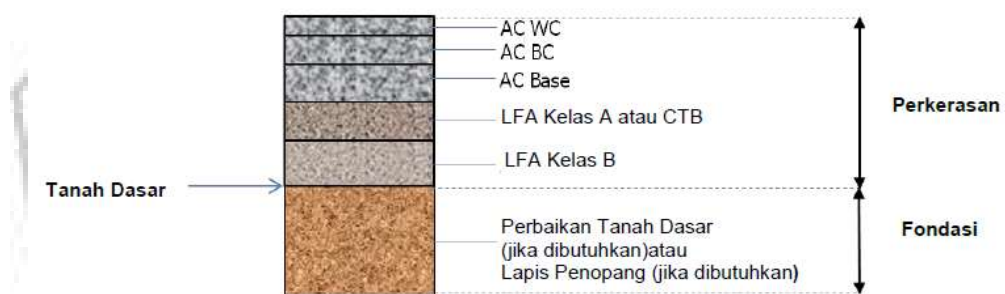 AC WC
AC BC
AC Base
LFA Kelas A atau CTB
LFA Kelas B
Perkerasan
Tanah Dasar
Perbaikan Tanah Dasar
(jika dibutuhkan)atau
Lapis Penopang (jika dibutuhkan)
Fondasi